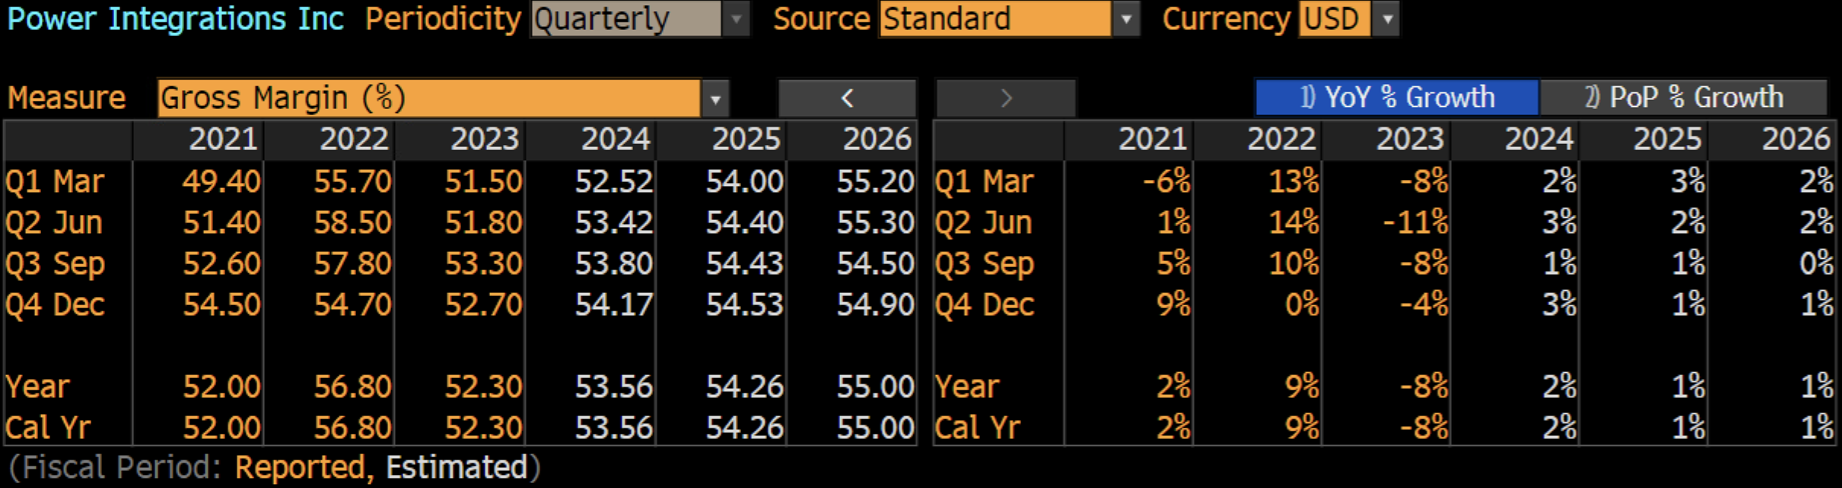 Power Integrations Inc Periodicity Quarterly Source Standard Currency USD
Measure Gross Margin (%) < > 1) YoY % Growth 2) PoP % Growth
2021 2022 2023 2024 2025 2026 2021 2022 2023 2024 2025 2026
Q1 Mar 49.40 55.70 51.50 52.52 54.00 55.20 Q1 Mar -6% 13% -8% 2% 3% 2%
Q2 Jun 51.40 58.50 51.80 53.42 54.40 55.30 Q2 Jun 1% 14% -11% 3% 2% 2%
Q3 Sep 52.60 57.80 53.30 53.80 54.43 54.50 Q3 Sep 5% 10% -8% 1% 1% 0%
Q4 Dec 54.50 54.70 52.70 54.17 54.53 54.90 Q4 Dec 9% 0% -4% 3% 1% 1%
Year 52.00 56.80 52.30 53.56 54.26 55.00 Year 2% 9% -8% 2% 1% 1%
Cal Yr 52.00 56.80 52.30 53.56 54.26 55.00 Cal Yr 2% 9% -8% 2% 1% 1%
(Fiscal Period: Reported, Estimated)